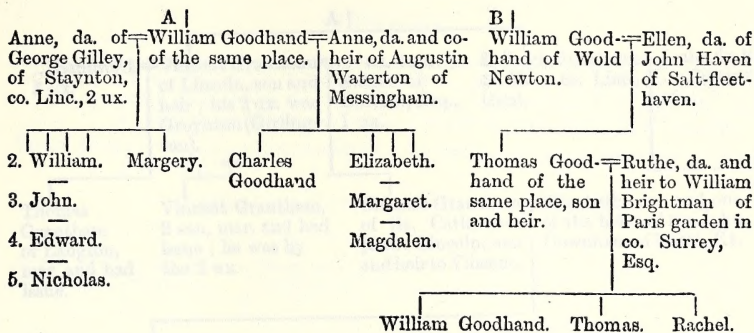 A
Anne, da. of
George Gilley,
of Staynton,
co. Linc., 2 ux.
William Goodhand
of the same place.
Anne, da. and co-
heir of Augustin
Waterton of
Messingham.
2. William.
3. John.
4. Edward.
5. Nicholas.
Margery.
Charles
Goodhand
Elizabeth.
Margaret.
Magdalen.
B
William Good-
hand of Wold
Newton.
Ellen, da. of
John Haven
of Salt-fleet-
haven.
Thomas Good-
hand of the
same place, son
and heir.
Ruthe, da. and
heir to William
Brightman of
Paris garden in
co. Surrey,
Esq.
William Goodhand.
Thomas.
Rachel.